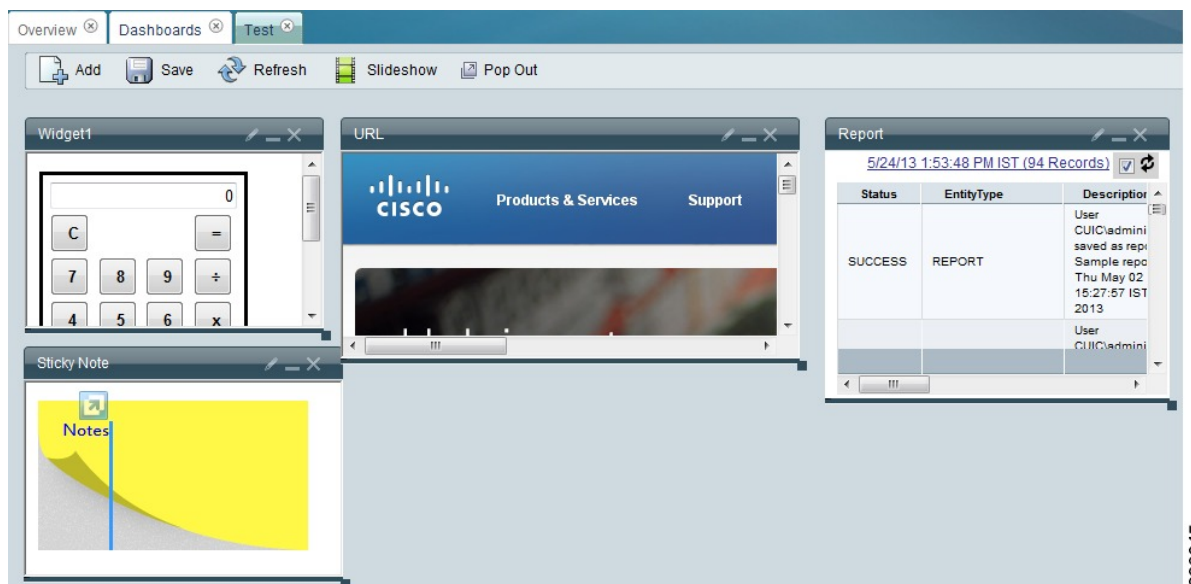 Overview Dashboards Test
Add Save Refresh Slideshow Pop Out
Widget1
0
C =
7 8 9 ÷
4 5 6 x
URL
CISCO
Products & Services Support
Report
5/24/13 1:53:48 PM IST (94 Records)
Status EntityType Description
SUCCESS REPORT
User
CUIC\admini
saved as repo
Sample repo
Thu May 02
15:27:57 IST
2013
User
CUIC\admini
Sticky Note
Notes